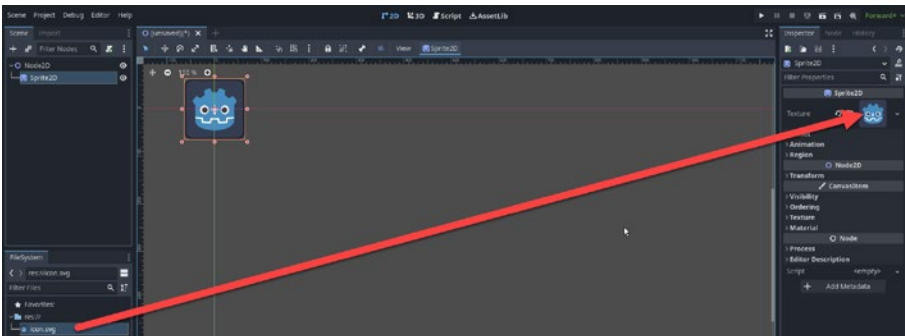 Scene Project Debug Editor Help
2D 3D Script AssetLib
Forward+
Scene Import
[unsaved](*) X +
Inspector Node History
Filter Nodes
View Sprite2D
Node2D
Sprite2D
Sprite2D
Filter Properties
Sprite2D
Texture
Animation
Region
Node2D
Transform
CanvasItem
Visibility
Ordering
Texture
Material
Node
Process
Editor Description
Script <empty>
+ Add Metadata
FileSystem
res://icon.svg
Filter Files
Favorites:
res://
icon.svg